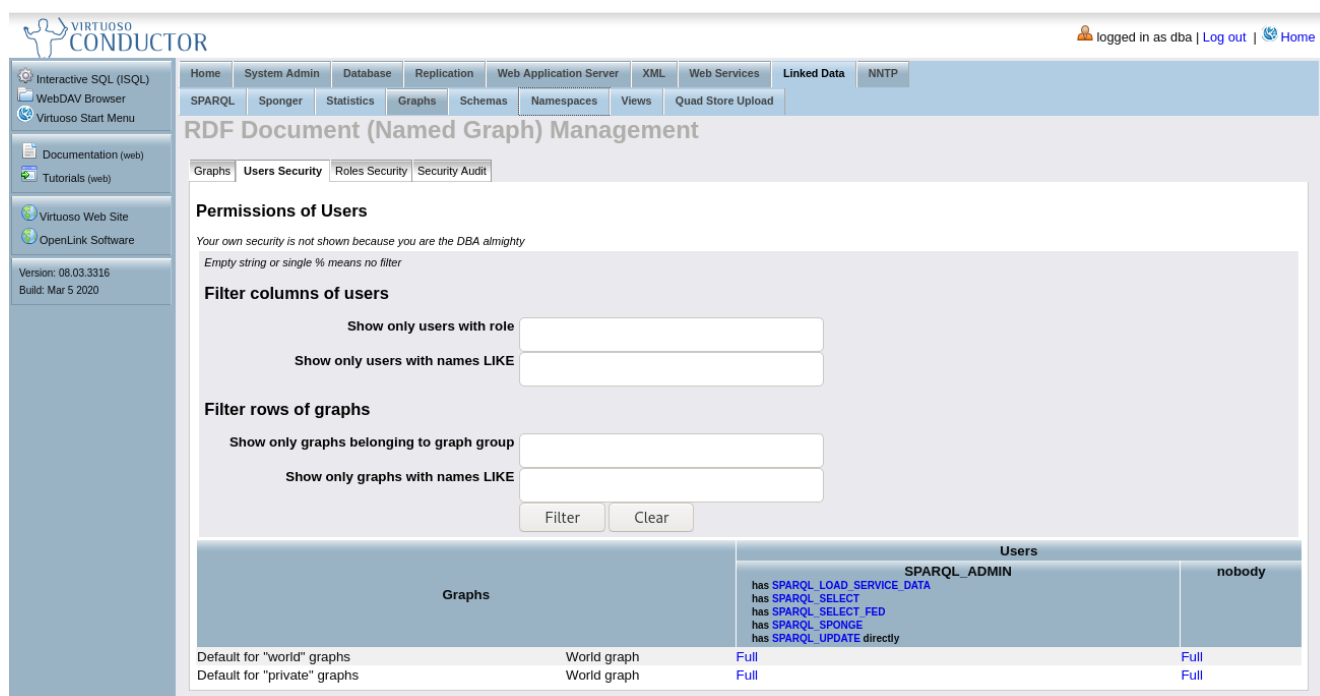 VIRTUOSO
CONDUCTOR
logged in as dba | Log out | Home
Interactive SQL (ISQL)
WebDAV Browser
Virtuoso Start Menu
Documentation (web)
Tutorials (web)
Virtuoso Web Site
OpenLink Software
Version: 08.03.3316
Build: Mar 5 2020
Home System Admin Database Replication Web Application Server XML Web Services Linked Data NNTP
SPARQL Sponger Statistics Graphs Schemas Namespaces Views Quad Store Upload
RDF Document (Named Graph) Management
Graphs Users Security Roles Security Security Audit
Permissions of Users
Your own security is not shown because you are the DBA almighty
Empty string or single % means no filter
Filter columns of users
Show only users with role
Show only users with names LIKE
Filter rows of graphs
Show only graphs belonging to graph group
Show only graphs with names LIKE
Filter Clear
Users
Graphs
SPARQL_ADMIN nobody
has SPARQL_LOAD_SERVICE_DATA
has SPARQL_SELECT
has SPARQL_SELECT_FED
has SPARQL_SPONGE
has SPARQL_UPDATE directly
Default for "world" graphs World graph Full Full
Default for "private" graphs World graph Full Full